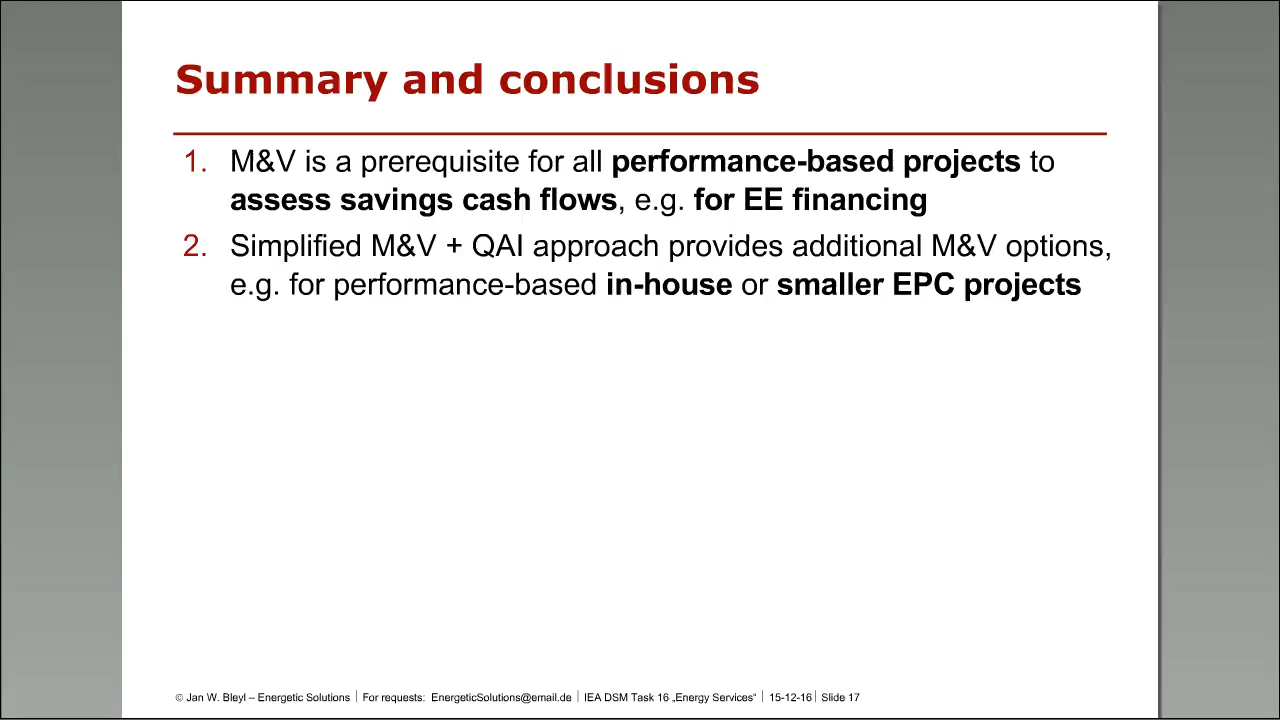 Summary and conclusions
1. M&V is a prerequisite for all performance-based projects to
assess savings cash flows, e.g. for EE financing
2. Simplified M&V + QAI approach provides additional M&V options,
e.g. for performance-based in-house or smaller EPC projects
© Jan W. Bleyl – Energetic Solutions | For requests: EnergeticSolutions@email.de | IEA DSM Task 16 „Energy Services“ | 15-12-16 | Slide 17